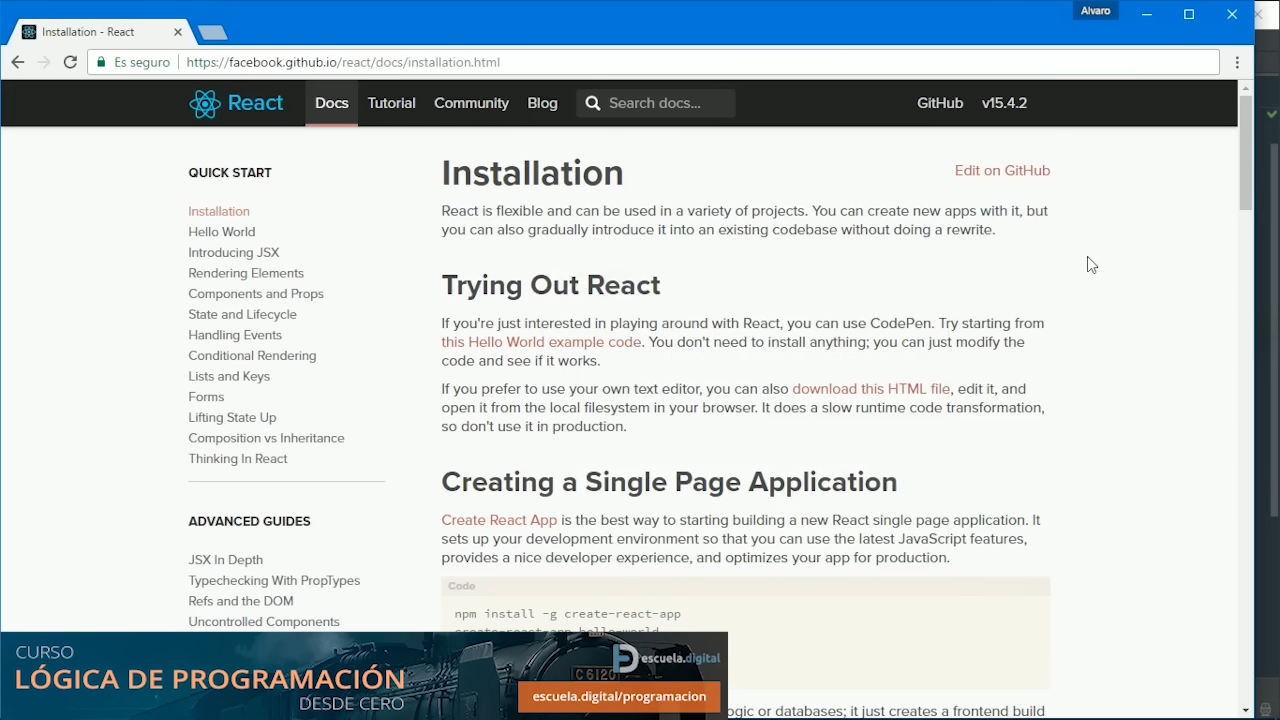 Alvaro
Installation - React
Es seguro
https://facebook.github.io/react/docs/installation.html
React
Docs
Tutorial
Community
Blog
Search docs...
GitHub
v15.4.2
QUICK START
Installation
Hello World
Introducing JSX
Rendering Elements
Components and Props
State and Lifecycle
Handling Events
Conditional Rendering
Lists and Keys
Forms
Lifting State Up
Composition vs Inheritance
Thinking In React
ADVANCED GUIDES
JSX In Depth
Typechecking With PropTypes
Refs and the DOM
Uncontrolled Components
Installation
Edit on GitHub
React is flexible and can be used in a variety of projects. You can create new apps with it, but
you can also gradually introduce it into an existing codebase without doing a rewrite.
Trying Out React
If you're just interested in playing around with React, you can use CodePen. Try starting from
this Hello World example code. You don't need to install anything; you can just modify the
code and see if it works.
If you prefer to use your own text editor, you can also download this HTML file, edit it, and
open it from the local filesystem in your browser. It does a slow runtime code transformation,
so don't use it in production.
Creating a Single Page Application
Create React App is the best way to starting building a new React single page application. It
sets up your development environment so that you can use the latest JavaScript features,
provides a nice developer experience, and optimizes your app for production.
Code
npm install -g create-react-app
create-react-app hello-world
ogic or databases; it just creates a frontend build
CURSO
LÓGICA DE PROGRAMACIÓN
DESDE CERO
C6120
escuela.digital
escuela.digital/programacion